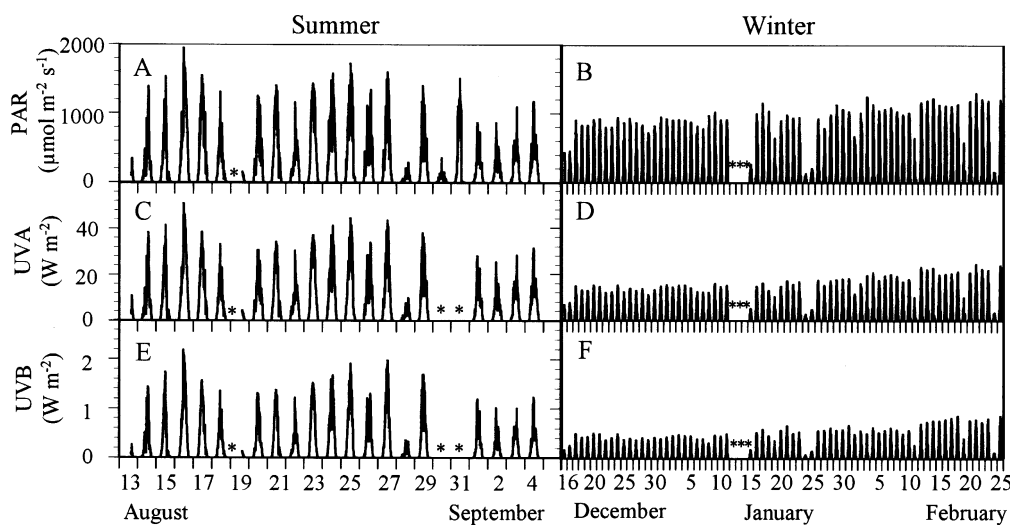 Summer Winter
PAR
(μmol m⁻² s⁻¹)
2000
1000
0
A
*
B
***
UVA
(W m⁻²)
40
20
0
C
* * *
D
***
UVB
(W m⁻²)
2
1
0
E
* * *
F
***
13 15 17 19 21 23 25 27 29 31 2 4 16 20 25 30 5 10 15 20 25 30 5 10 15 20 25
August September December January February